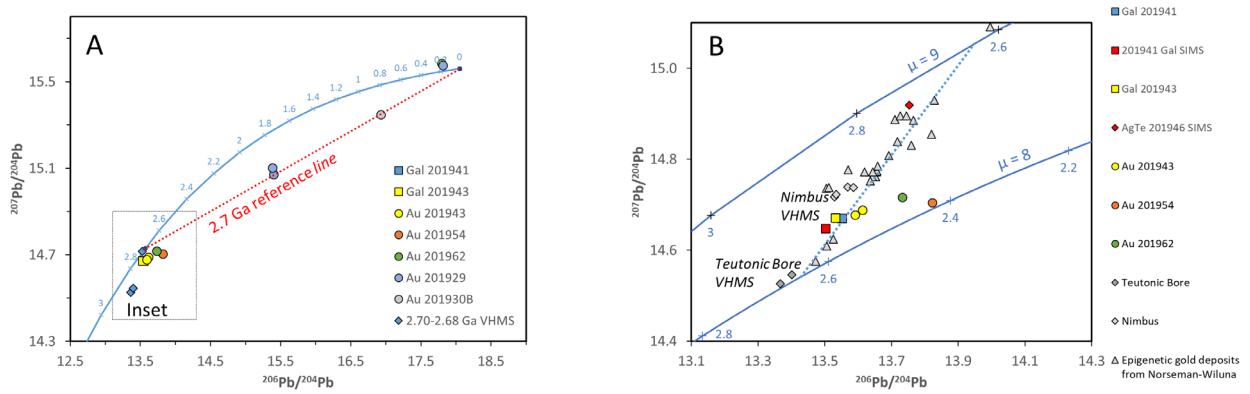 A
15.5
15.1
14.7
14.3
12.5
13.5
14.5
15.5
16.5
17.5
18.5
207Pb/204Pb
206Pb/204Pb
0
0.4
0.6
0.8
1
1.2
1.4
1.6
1.8
2
2.2
2.4
2.6
2.8
3
2.7 Ga reference line
Inset
Gal 201941
Gal 201943
Au 201943
Au 201954
Au 201962
Au 201929
Au 201930B
2.70-2.68 Ga VHMS
B
15.0
14.8
14.6
14.4
13.1
13.3
13.5
13.7
13.9
14.1
14.3
207Pb/204Pb
206Pb/204Pb
μ = 9
μ = 8
2.6
2.8
3
2.2
2.4
2.6
2.8
Nimbus
VHMS
Teutonic Bore
VHMS
Gal 201941
201941 Gal SIMS
Gal 201943
AgTe 201946 SIMS
Au 201943
Au 201954
Au 201962
Teutonic Bore
Nimbus
Epigenetic gold deposits
from Norseman-Wiluna